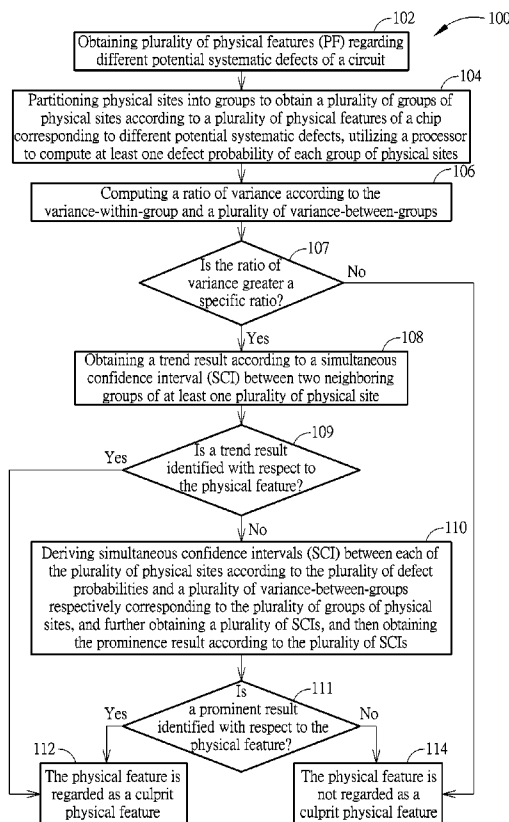 100
102
Obtaining plurality of physical features (PF) regarding
different potential systematic defects of a circuit
104
Partitioning physical sites into groups to obtain a plurality of groups of
physical sites according to a plurality of physical features of a chip
corresponding to different potential systematic defects, utilizing a processor
to compute at least one defect probability of each group of physical sites
106
Computing a ratio of variance according to the
variance-within-group and a plurality of variance-between-groups
107
Is the ratio of
variance greater a
specific ratio?
No
Yes
108
Obtaining a trend result according to a simultaneous
confidence interval (SCI) between two neighboring
groups of at least one plurality of physical site
109
Is a trend result
identified with respect to
the physical feature?
Yes
No
110
Deriving simultaneous confidence intervals (SCI) between each of
the plurality of physical sites according to the plurality of defect
probabilities and a plurality of variance-between-groups
respectively corresponding to the plurality of groups of physical
sites, and further obtaining a plurality of SCIs, and then obtaining
the prominence result according to the plurality of SCIs
111
Is
a prominent result
identified with respect to the
physical feature?
Yes
No
112
The physical feature is
regarded as a culprit
physical feature
114
The physical feature is
not regarded as a
culprit physical feature